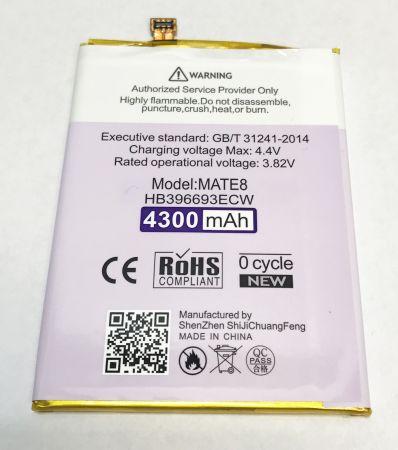 WARNING
Authorized Service Provider Only
Highly flammable.Do not disassemble,
puncture,crush,heat, or burn.
Executive standard: GB/T 31241-2014
Charging voltage Max: 4.4V
Rated operational voltage: 3.82V
Model:MATE8
HB396693ECW
4300 mAh
CE RoHS COMPLIANT 0 cycle NEW
Manufactured by
ShenZhen ShiJiChuangFeng
MADE IN CHINA
QC
PASS
合格